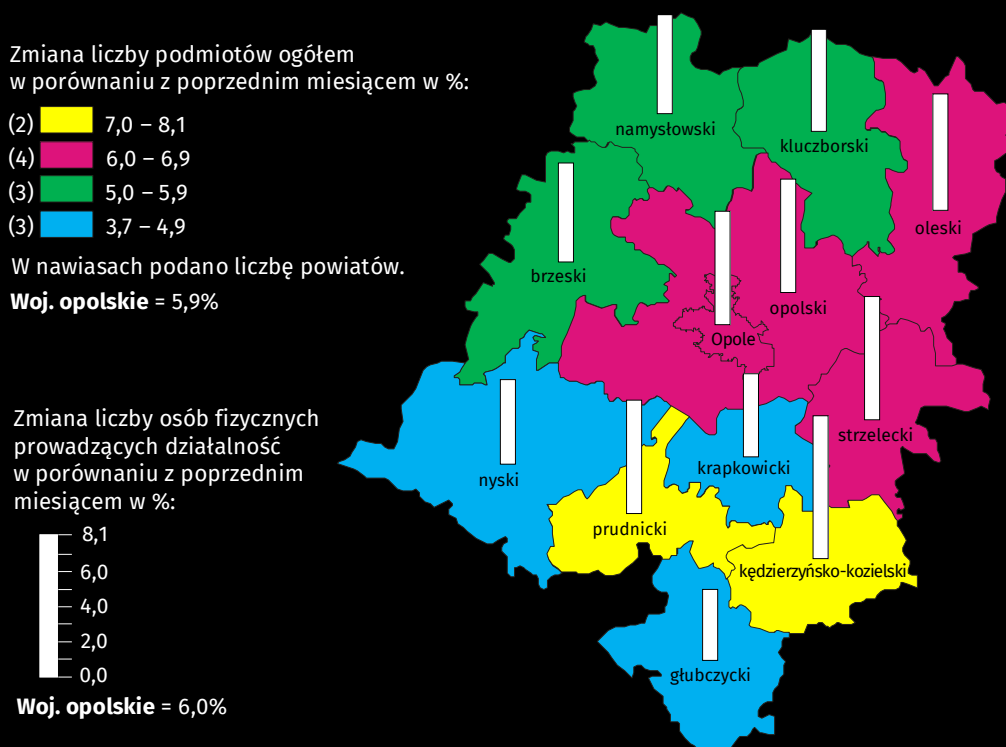 Zmiana liczby podmiotów ogółem
w porównaniu z poprzednim miesiącem w %:
(2) 7,0 – 8,1
(4) 6,0 – 6,9
(3) 5,0 – 5,9
(3) 3,7 – 4,9
W nawiasach podano liczbę powiatów.
Woj. opolskie = 5,9%
Zmiana liczby osób fizycznych
prowadzących działalność
w porównaniu z poprzednim
miesiącem w %:
8,1
6,0
4,0
2,0
0,0
Woj. opolskie = 6,0%
namysłowski
kluczborski
oleski
brzeski
opolski
Opole
strzelecki
krapkowicki
nyski
prudnicki
kędzierzyńsko-kozielski
głubczycki